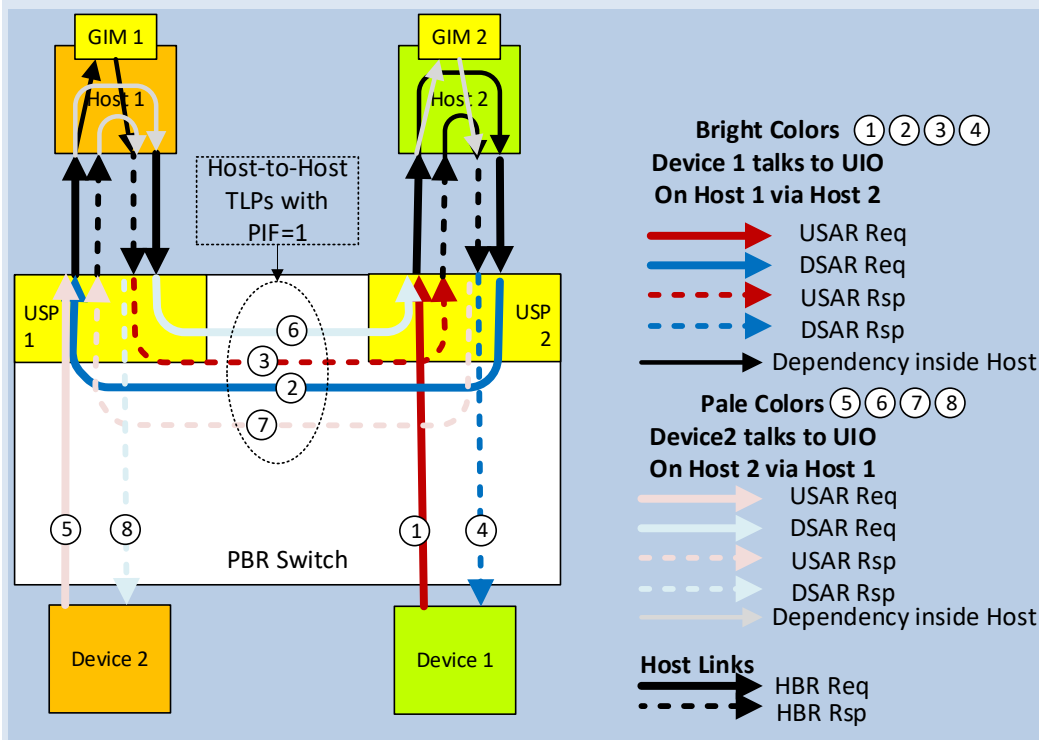 GIM 1
GIM 2
Host 1
Host 2
Host-to-Host
TLPs with
PIF=1
USP
1
USP
2
6
3
2
7
5
8
1
4
PBR Switch
Device 2
Device 1
Bright Colors 1 2 3 4
Device 1 talks to UIO
On Host 1 via Host 2
USAR Req
DSAR Req
USAR Rsp
DSAR Rsp
Dependency inside Host
Pale Colors 5 6 7 8
Device2 talks to UIO
On Host 2 via Host 1
USAR Req
DSAR Req
USAR Rsp
DSAR Rsp
Dependency inside Host
Host Links
HBR Req
HBR Rsp